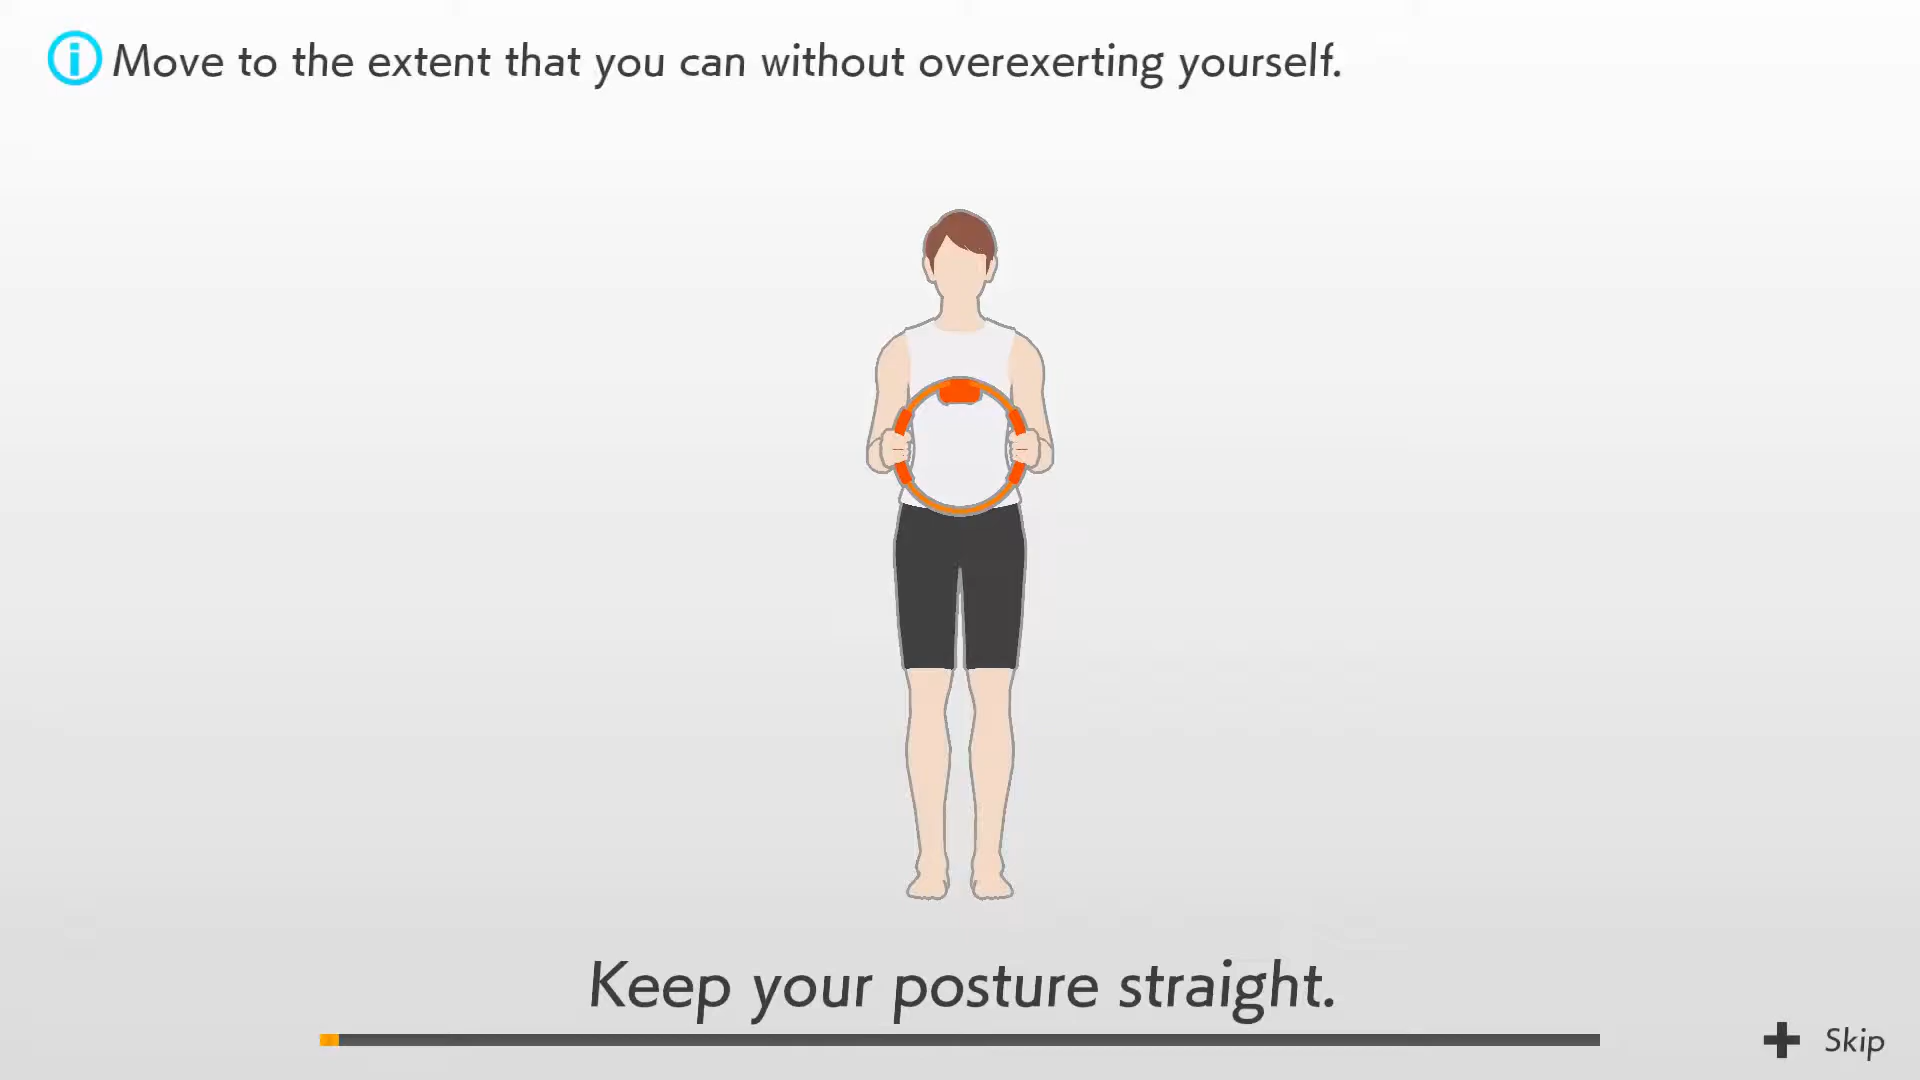 Move to the extent that you can without overexerting yourself.
Keep your posture straight.
Skip